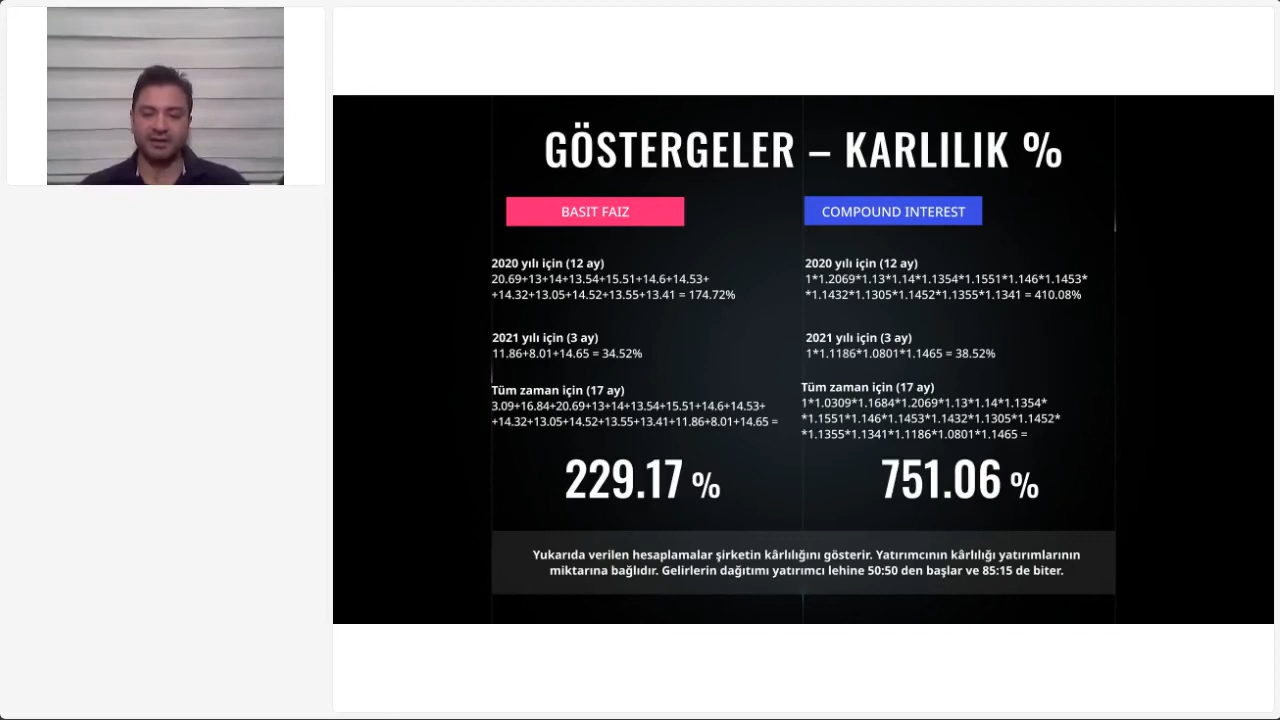 GÖSTERGELER – KARLILIK %
BASIT FAIZ
2020 yılı için (12 ay)
20.69+13+14+13.54+15.51+14.6+14.53+
+14.32+13.05+14.52+13.55+13.41 = 174.72%
2021 yılı için (3 ay)
11.86+8.01+14.65 = 34.52%
Tüm zaman için (17 ay)
3.09+16.84+20.69+13+14+13.54+15.51+14.6+14.53+
+14.32+13.05+14.52+13.55+13.41+11.86+8.01+14.65 =
229.17 %
COMPOUND INTEREST
2020 yılı için (12 ay)
1*1.2069*1.13*1.14*1.1354*1.1551*1.146*1.1453*
*1.1432*1.1305*1.1452*1.1355*1.1341 = 410.08%
2021 yılı için (3 ay)
1*1.1186*1.0801*1.1465 = 38.52%
Tüm zaman için (17 ay)
1*1.0309*1.1684*1.2069*1.13*1.14*1.1354*
*1.1551*1.146*1.1453*1.1432*1.1305*1.1452*
*1.1355*1.1341*1.1186*1.0801*1.1465 =
751.06 %
Yukarıda verilen hesaplamalar şirketin kârlılığını gösterir. Yatırımcının kârlılığı yatırımlarının
miktarına bağlıdır. Gelirlerin dağıtımı yatırımcı lehine 50:50 den başlar ve 85:15 de biter.